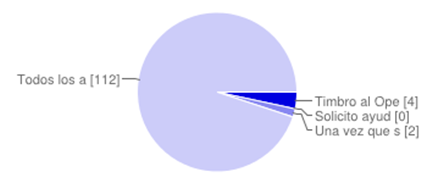 Todos los a [112]
Timbro al Ope [4]
Solicito ayud [0]
Una vez que s [2]